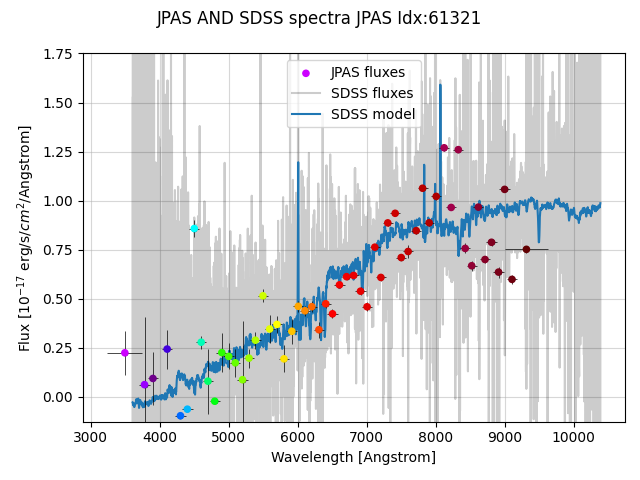 JPAS AND SDSS spectra JPAS Idx:61321
JPAS fluxes
SDSS fluxes
SDSS model
1.75
1.50
1.25
1.00
0.75
0.50
0.25
0.00
Flux [10⁻¹⁷ erg/s/cm²/Angstrom]
3000 4000 5000 6000 7000 8000 9000 10000
Wavelength [Angstrom]